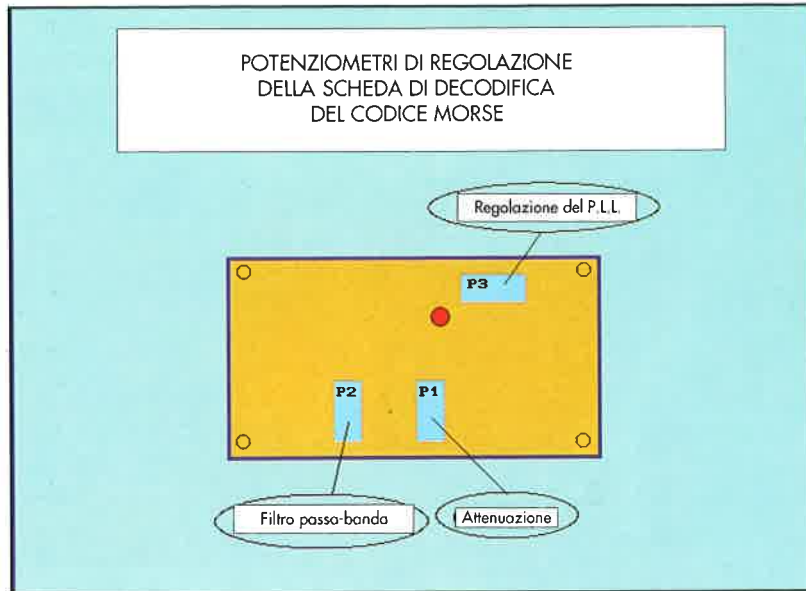 POTENZIOMETRI DI REGOLAZIONE
DELLA SCHEDA DI DECODIFICA
DEL CODICE MORSE
Regolazione del P.L.L.
P3
P2
P1
Filtro passa-banda
Attenuazione